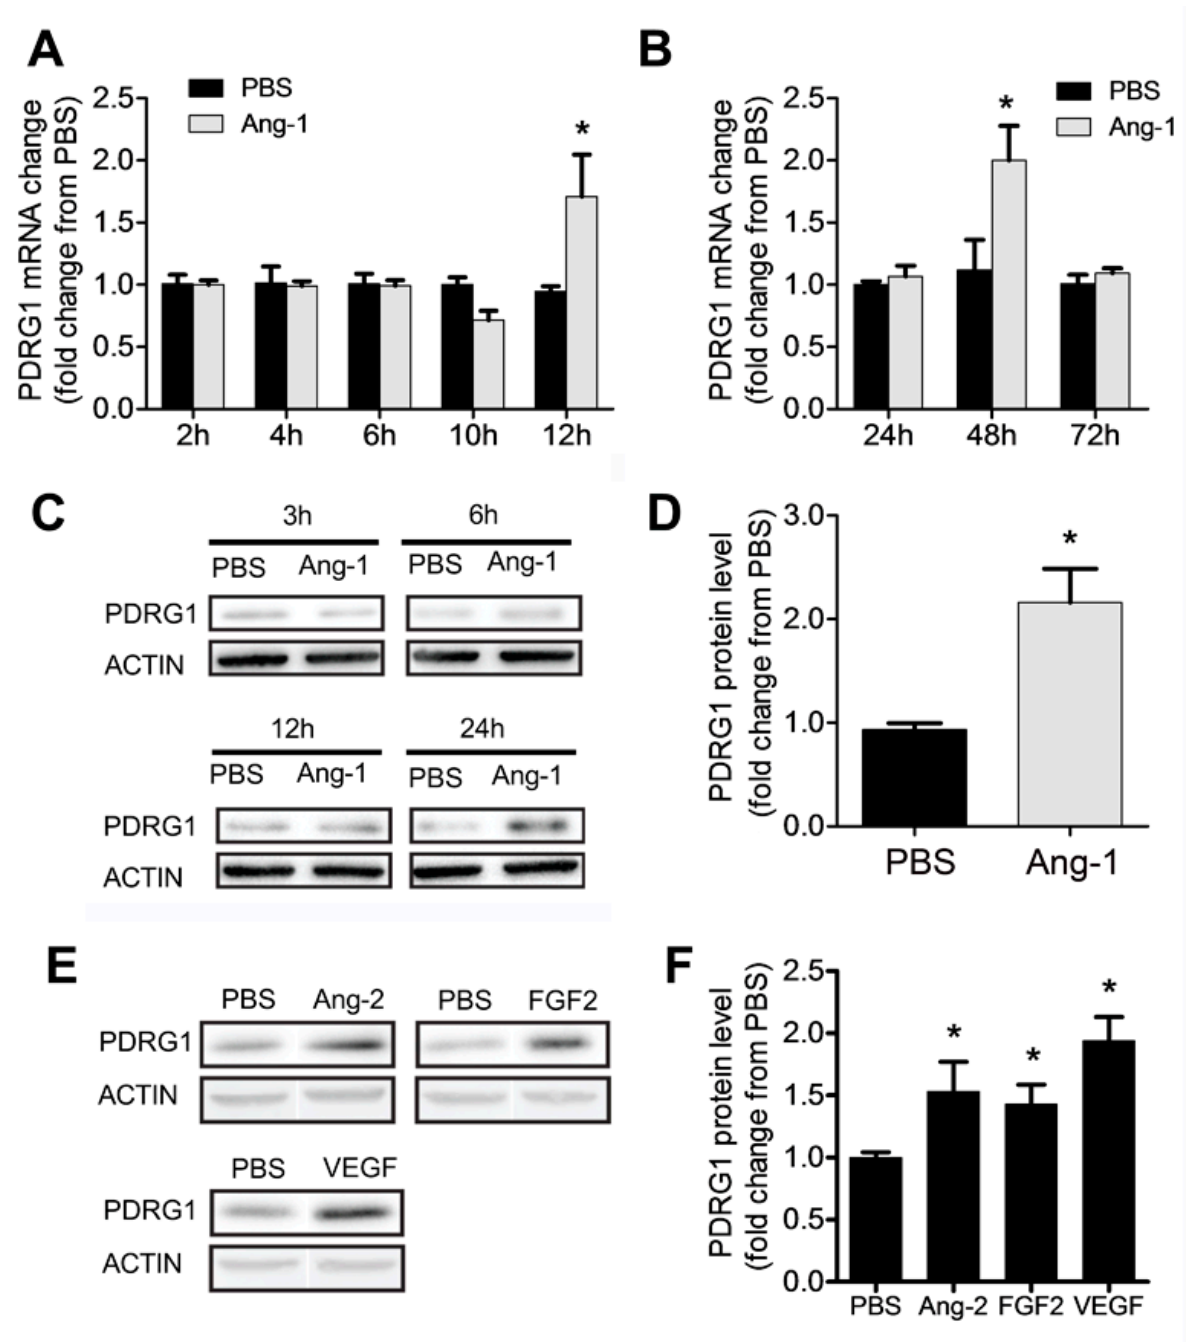 A
PDRG1 mRNA change
(fold change from PBS)
2.5
2.0
1.5
1.0
0.5
0.0
PBS
Ang-1
*
2h 4h 6h 10h 12h
B
PDRG1 mRNA change
(fold change from PBS)
2.5
2.0
1.5
1.0
0.5
0.0
*
PBS
Ang-1
24h 48h 72h
C
3h 6h
PBS Ang-1 PBS Ang-1
PDRG1
ACTIN
12h 24h
PBS Ang-1 PBS Ang-1
PDRG1
ACTIN
D
PDRG1 protein level
(fold change from PBS)
3.0
2.0
1.0
0.0
*
PBS Ang-1
E
PBS Ang-2 PBS FGF2
PDRG1
ACTIN
PBS VEGF
PDRG1
ACTIN
F
PDRG1 protein level
(fold change from PBS)
2.5
2.0
1.5
1.0
0.5
0.0
* * *
PBS Ang-2 FGF2 VEGF